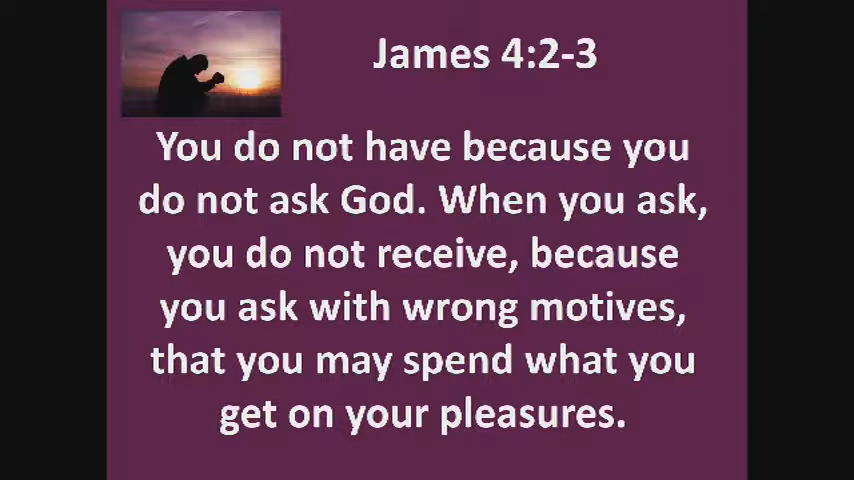 James 4:2-3
You do not have because you
do not ask God. When you ask,
you do not receive, because
you ask with wrong motives,
that you may spend what you
get on your pleasures.